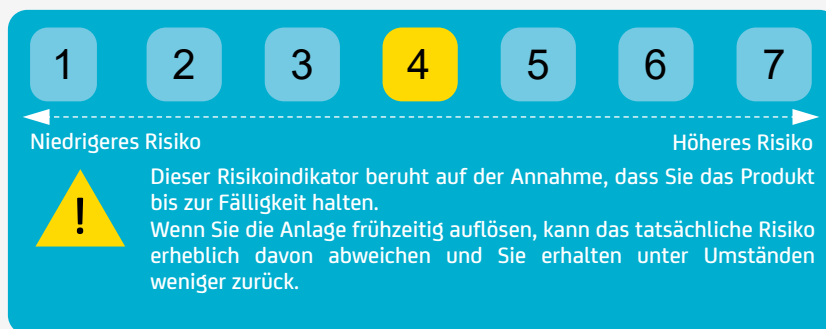 1 2 3 4 5 6 7
Niedrigeres Risiko Höheres Risiko
!
Dieser Risikoindikator beruht auf der Annahme, dass Sie das Produkt
bis zur Fälligkeit halten.
Wenn Sie die Anlage frühzeitig auflösen, kann das tatsächliche Risiko
erheblich davon abweichen und Sie erhalten unter Umständen
weniger zurück.